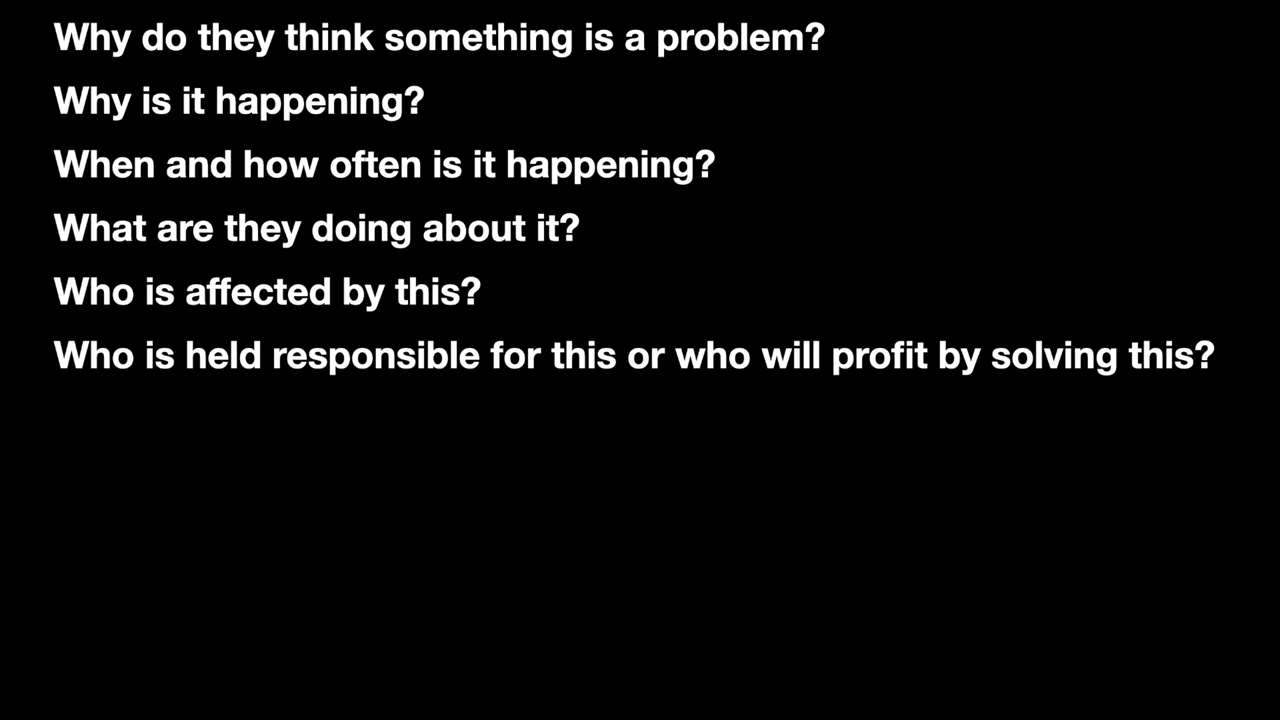 Why do they think something is a problem?
Why is it happening?
When and how often is it happening?
What are they doing about it?
Who is affected by this?
Who is held responsible for this or who will profit by solving this?